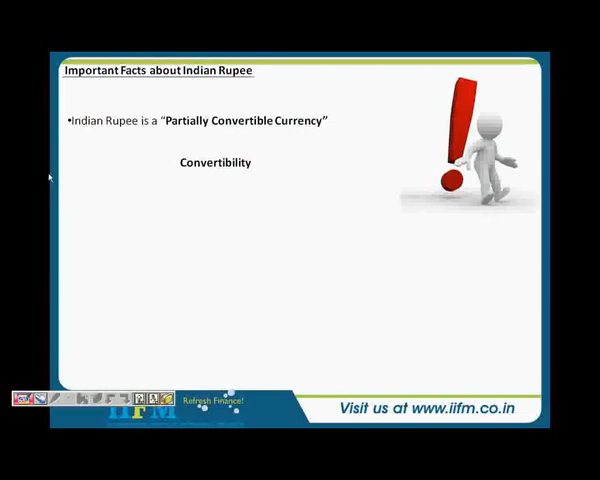 Important Facts about Indian Rupee
•Indian Rupee is a “Partially Convertible Currency”
Convertibility
IIFM
Refresh Finance!
Visit us at www.iifm.co.in